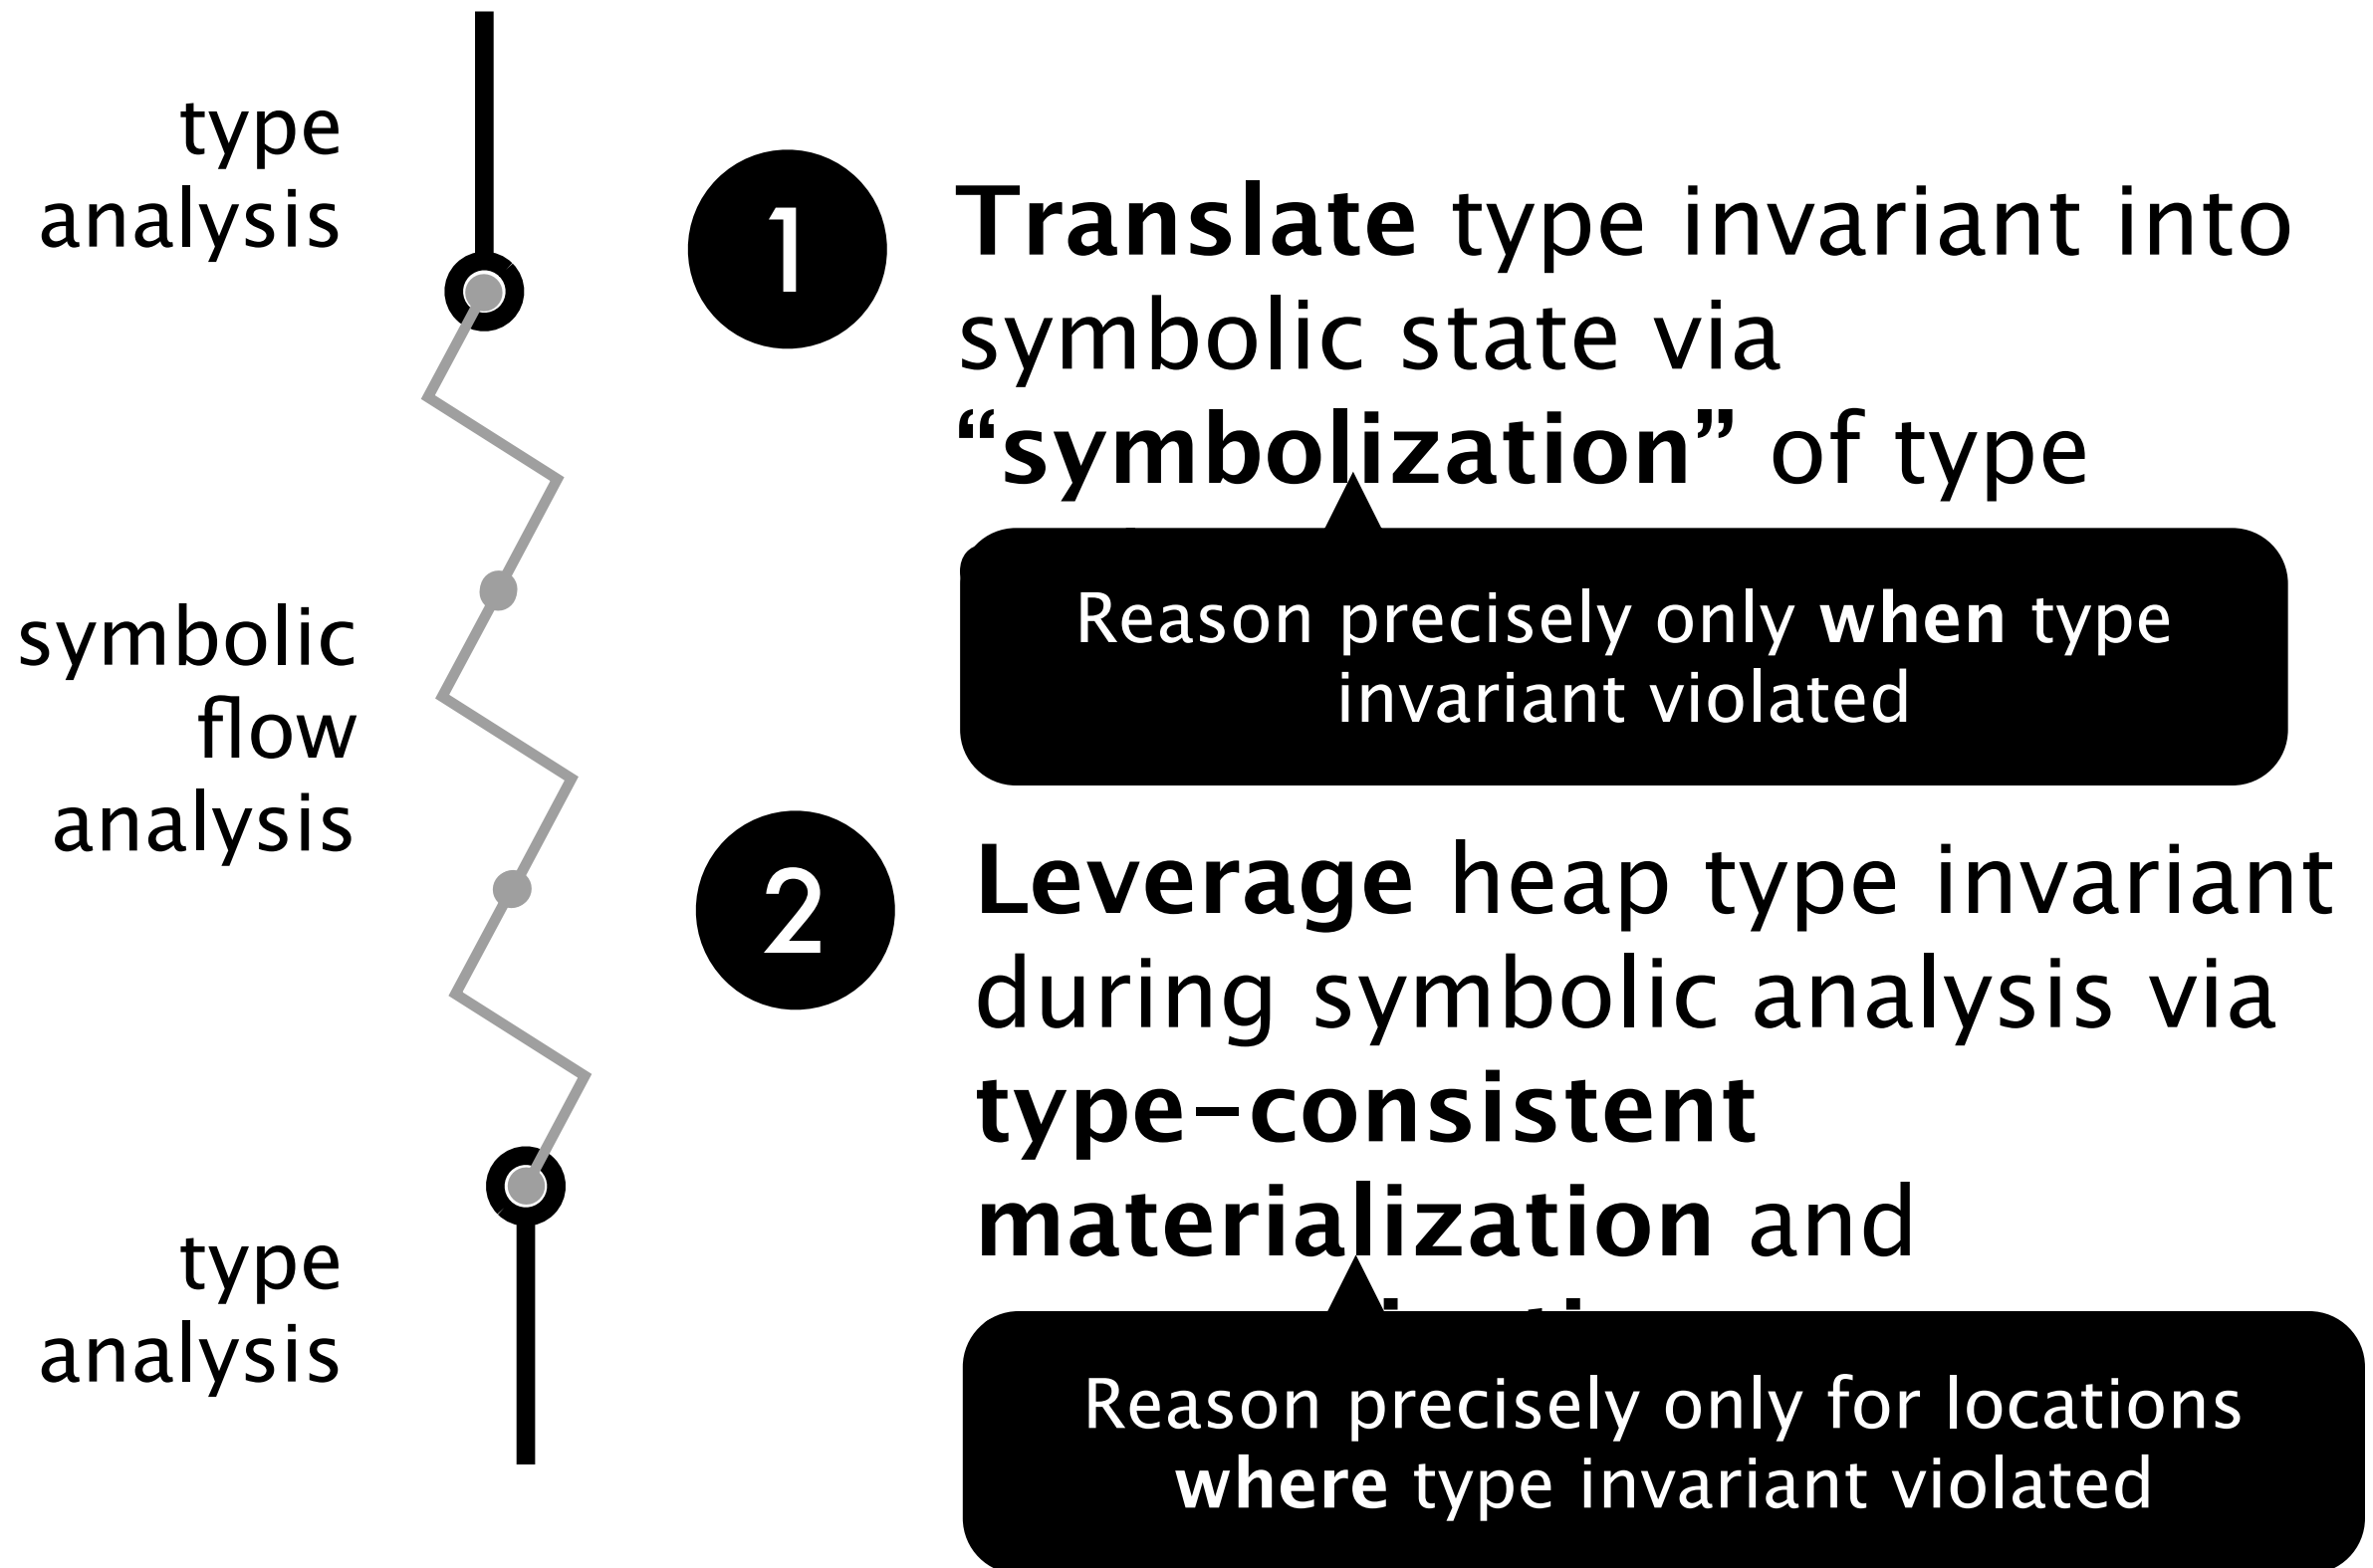 type
analysis
symbolic
flow
analysis
type
analysis
1
Translate type invariant into
symbolic state via
“symbolization” of type
Reason precisely only when type
invariant violated
2
Leverage heap type invariant
during symbolic analysis via
type-consistent
materialization and
Reason precisely only for locations
where type invariant violated